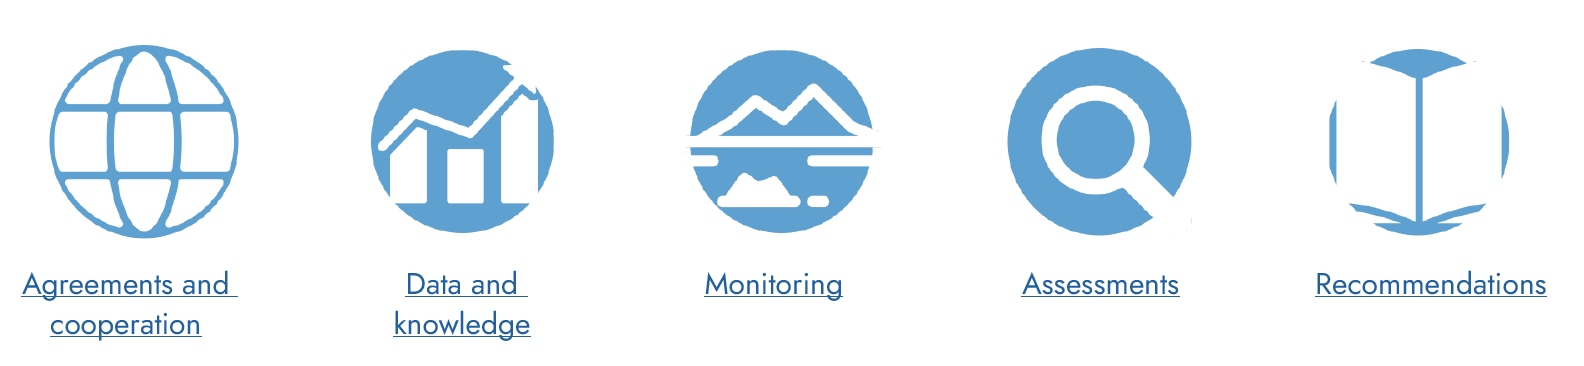 Agreements and
cooperation
Data and
knowledge
Monitoring
Assessments
Recommendations